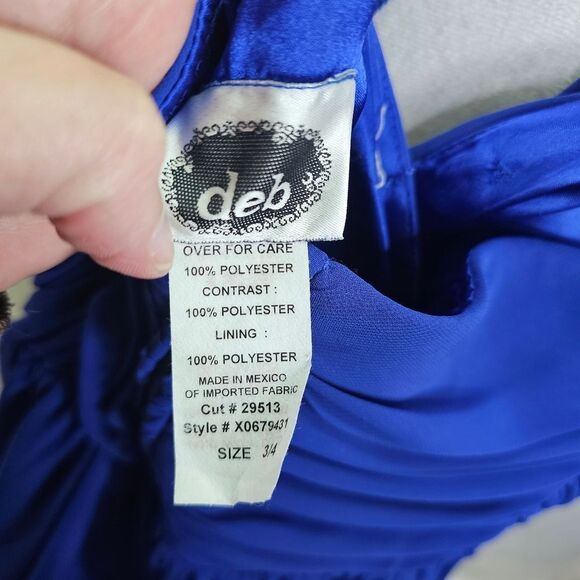 deb
OVER FOR CARE
100% POLYESTER
CONTRAST :
100% POLYESTER
LINING :
100% POLYESTER
MADE IN MEXICO
OF IMPORTED FABRIC
Cut # 29513
Style # X0679431
SIZE 3/4